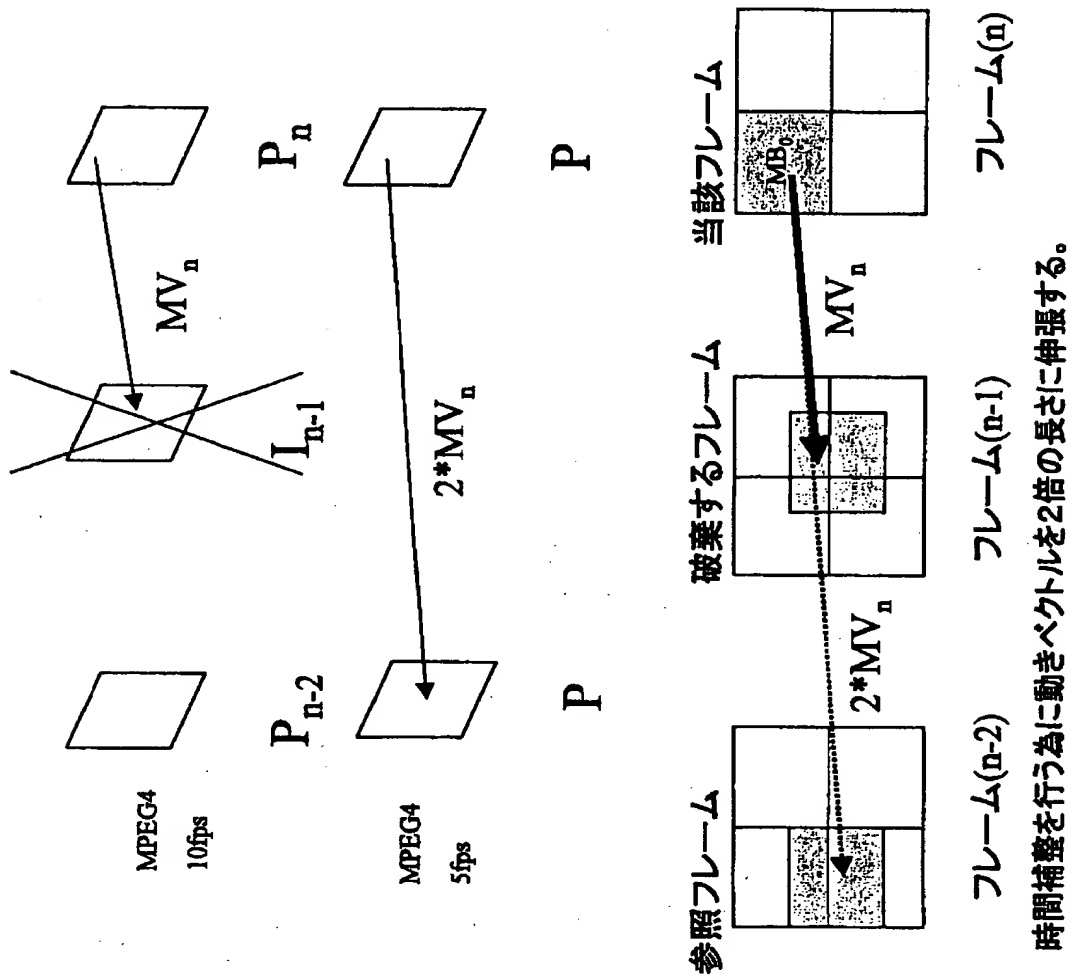 MPEG4
10fps
P_{n-2}
I_{n-1}
P_n
MV_n
MPEG4
5fps
P
2*MV_n
P
参照フレーム
破棄するフレーム
当該フレーム
MB_0
2*MV_n
MV_n
フレーム(n-2)
フレーム(n-1)
フレーム(n)
時間補整を行う為に動きベクトルを2倍の長さに伸張する。